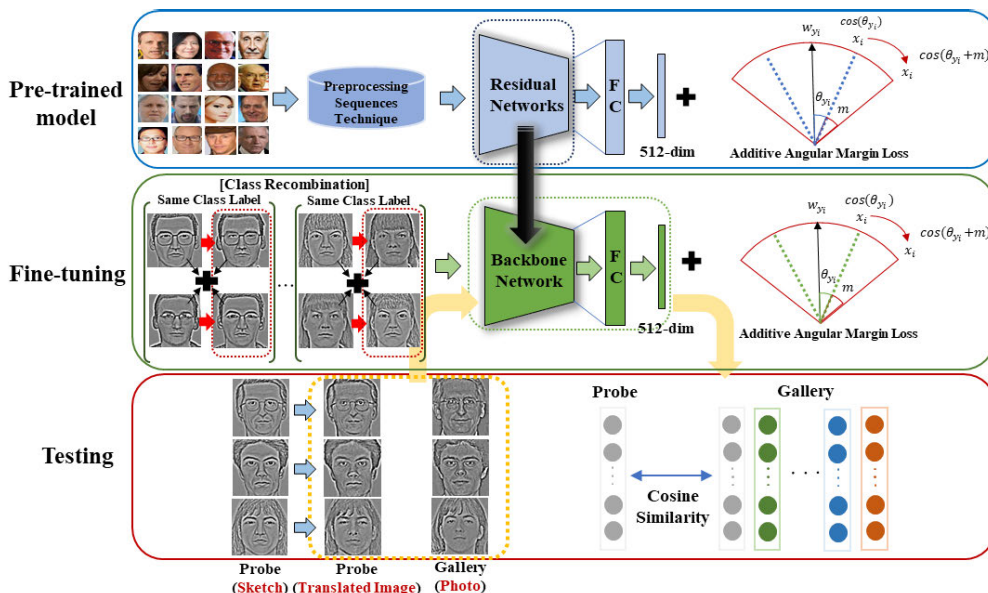 Pre-trained
model
Preprocessing
Sequences
Technique
Residual
Networks
F
C
512-dim
+
w_{y_i}
cos(θ_{y_i})
x_i
cos(θ_{y_i}+m)
x_i
θ_{y_i}
m
Additive Angular Margin Loss
Fine-tuning
[Class Recombination]
Same Class Label
Same Class Label
...
Backbone
Network
F
C
512-dim
+
w_{y_i}
cos(θ_{y_i})
x_i
cos(θ_{y_i}+m)
x_i
θ_{y_i}
m
Additive Angular Margin Loss
Testing
Probe
(Sketch)
Probe
(Translated Image)
Gallery
(Photo)
Probe
Gallery
Cosine
Similarity
. . .